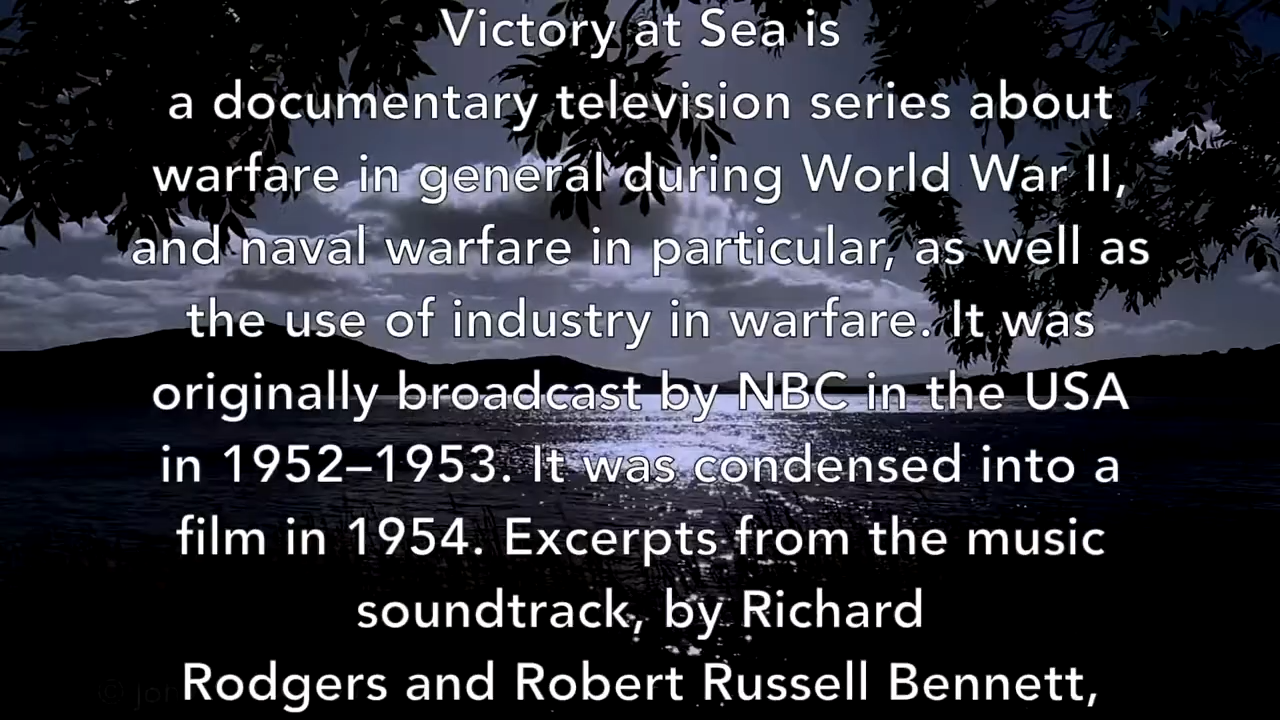 Victory at Sea is
a documentary television series about
warfare in general during World War II,
and naval warfare in particular, as well as
the use of industry in warfare. It was
originally broadcast by NBC in the USA
in 1952–1953. It was condensed into a
film in 1954. Excerpts from the music
soundtrack, by Richard
Rodgers and Robert Russell Bennett,